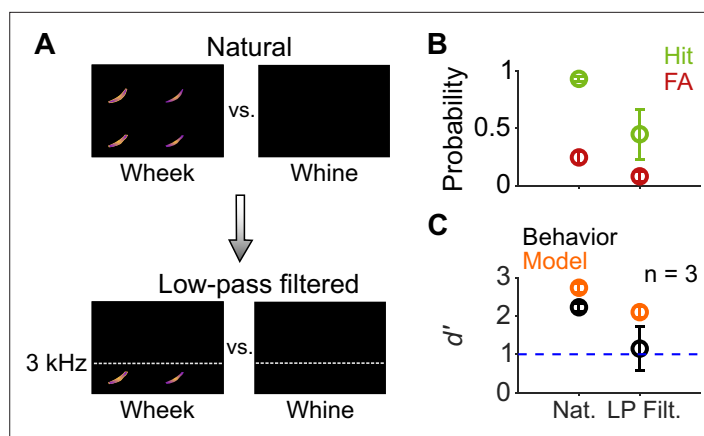 A
Natural
vs.
Wheek
Whine
Low-pass filtered
3 kHz
vs.
Wheek
Whine
B
Hit
FA
Probability
1
0.5
0
C
Behavior
Model
n = 3
d'
3
2
1
0
Nat.
LP Filt.